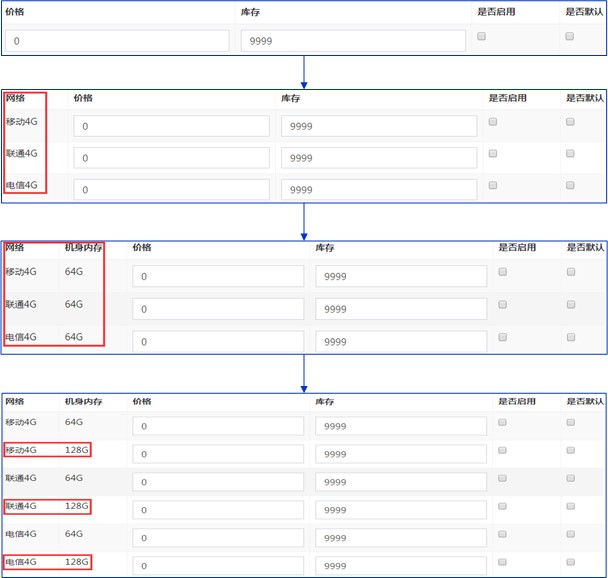 价格 库存 是否启用 是否默认
0 9999
网络 价格 库存 是否启用 是否默认
移动4G 0 9999
联通4G 0 9999
电信4G 0 9999
网络 机身内存 价格 库存 是否启用 是否默认
移动4G 64G 0 9999
联通4G 64G 0 9999
电信4G 64G 0 9999
网络 机身内存 价格 库存 是否启用 是否默认
移动4G 64G 0 9999
移动4G 128G 0 9999
联通4G 64G 0 9999
联通4G 128G 0 9999
电信4G 64G 0 9999
电信4G 128G 0 9999